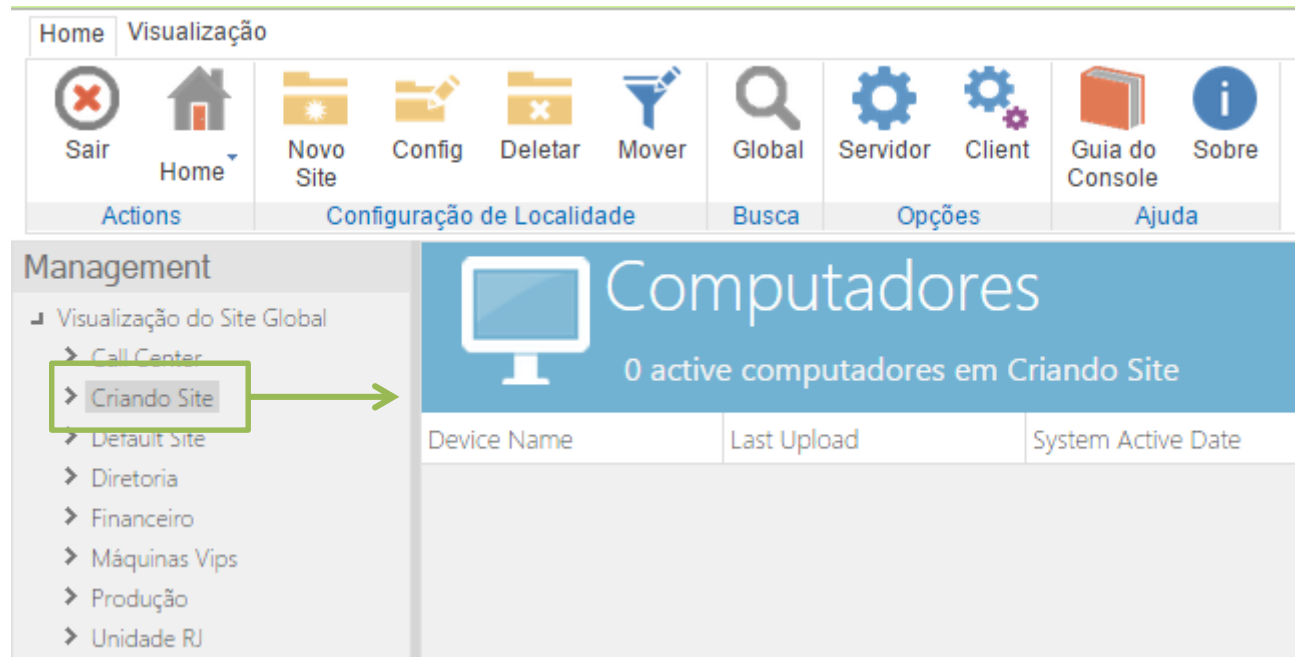 Home Visualização
Sair Home Novo Site Config Deletar Mover Global Servidor Client Guia do Console Sobre
Actions Configuração de Localidade Busca Opções Ajuda
Management
Visualização do Site Global
Call Center
Criando Site
Default Site
Diretoria
Financeiro
Máquinas Vips
Produção
Unidade RJ
Computadores
0 active computadores em Criando Site
Device Name Last Upload System Active Date